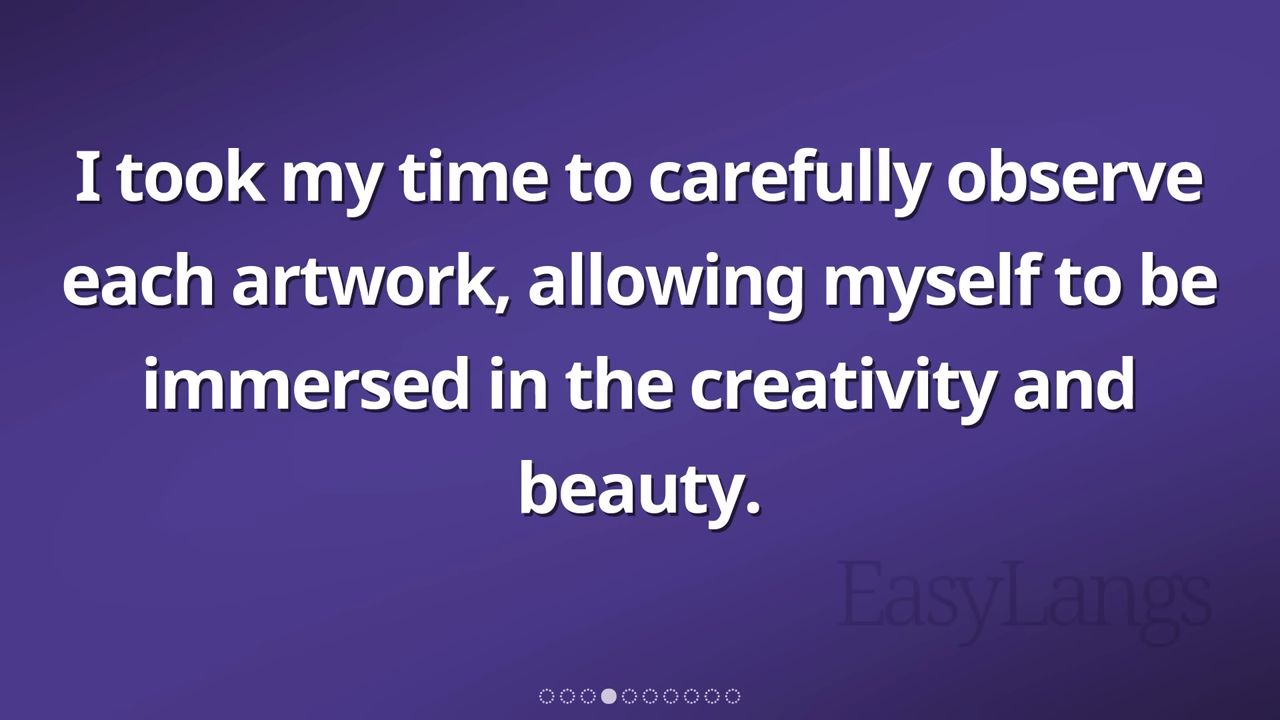 I took my time to carefully observe
each artwork, allowing myself to be
immersed in the creativity and
beauty.
EasyLangs